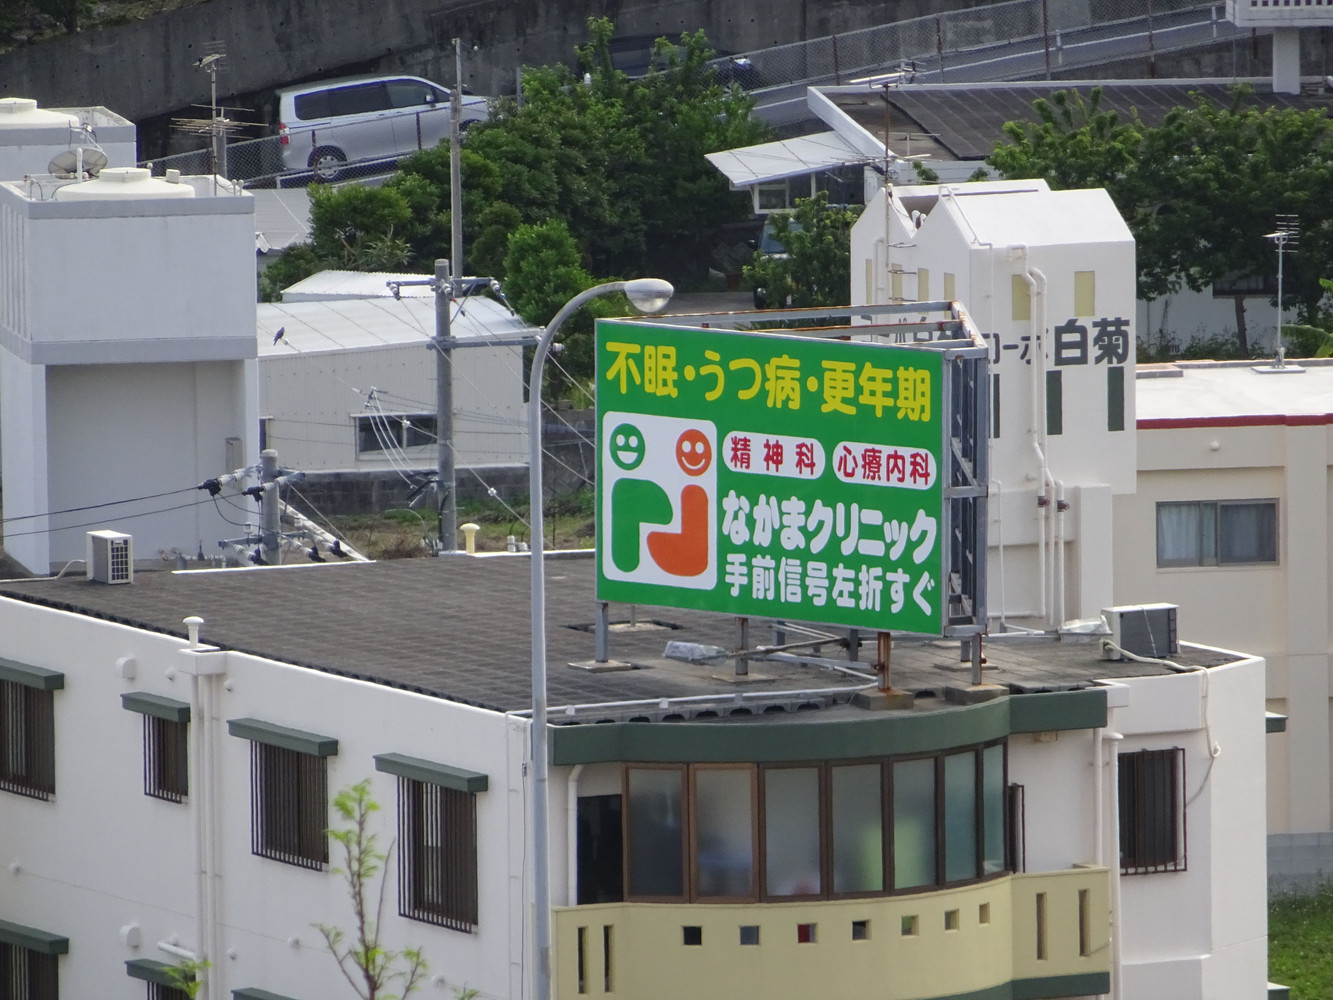 不眠・うつ病・更年期
精神科 心療内科
なかまクリニック
手前信号左折すぐ
白菊